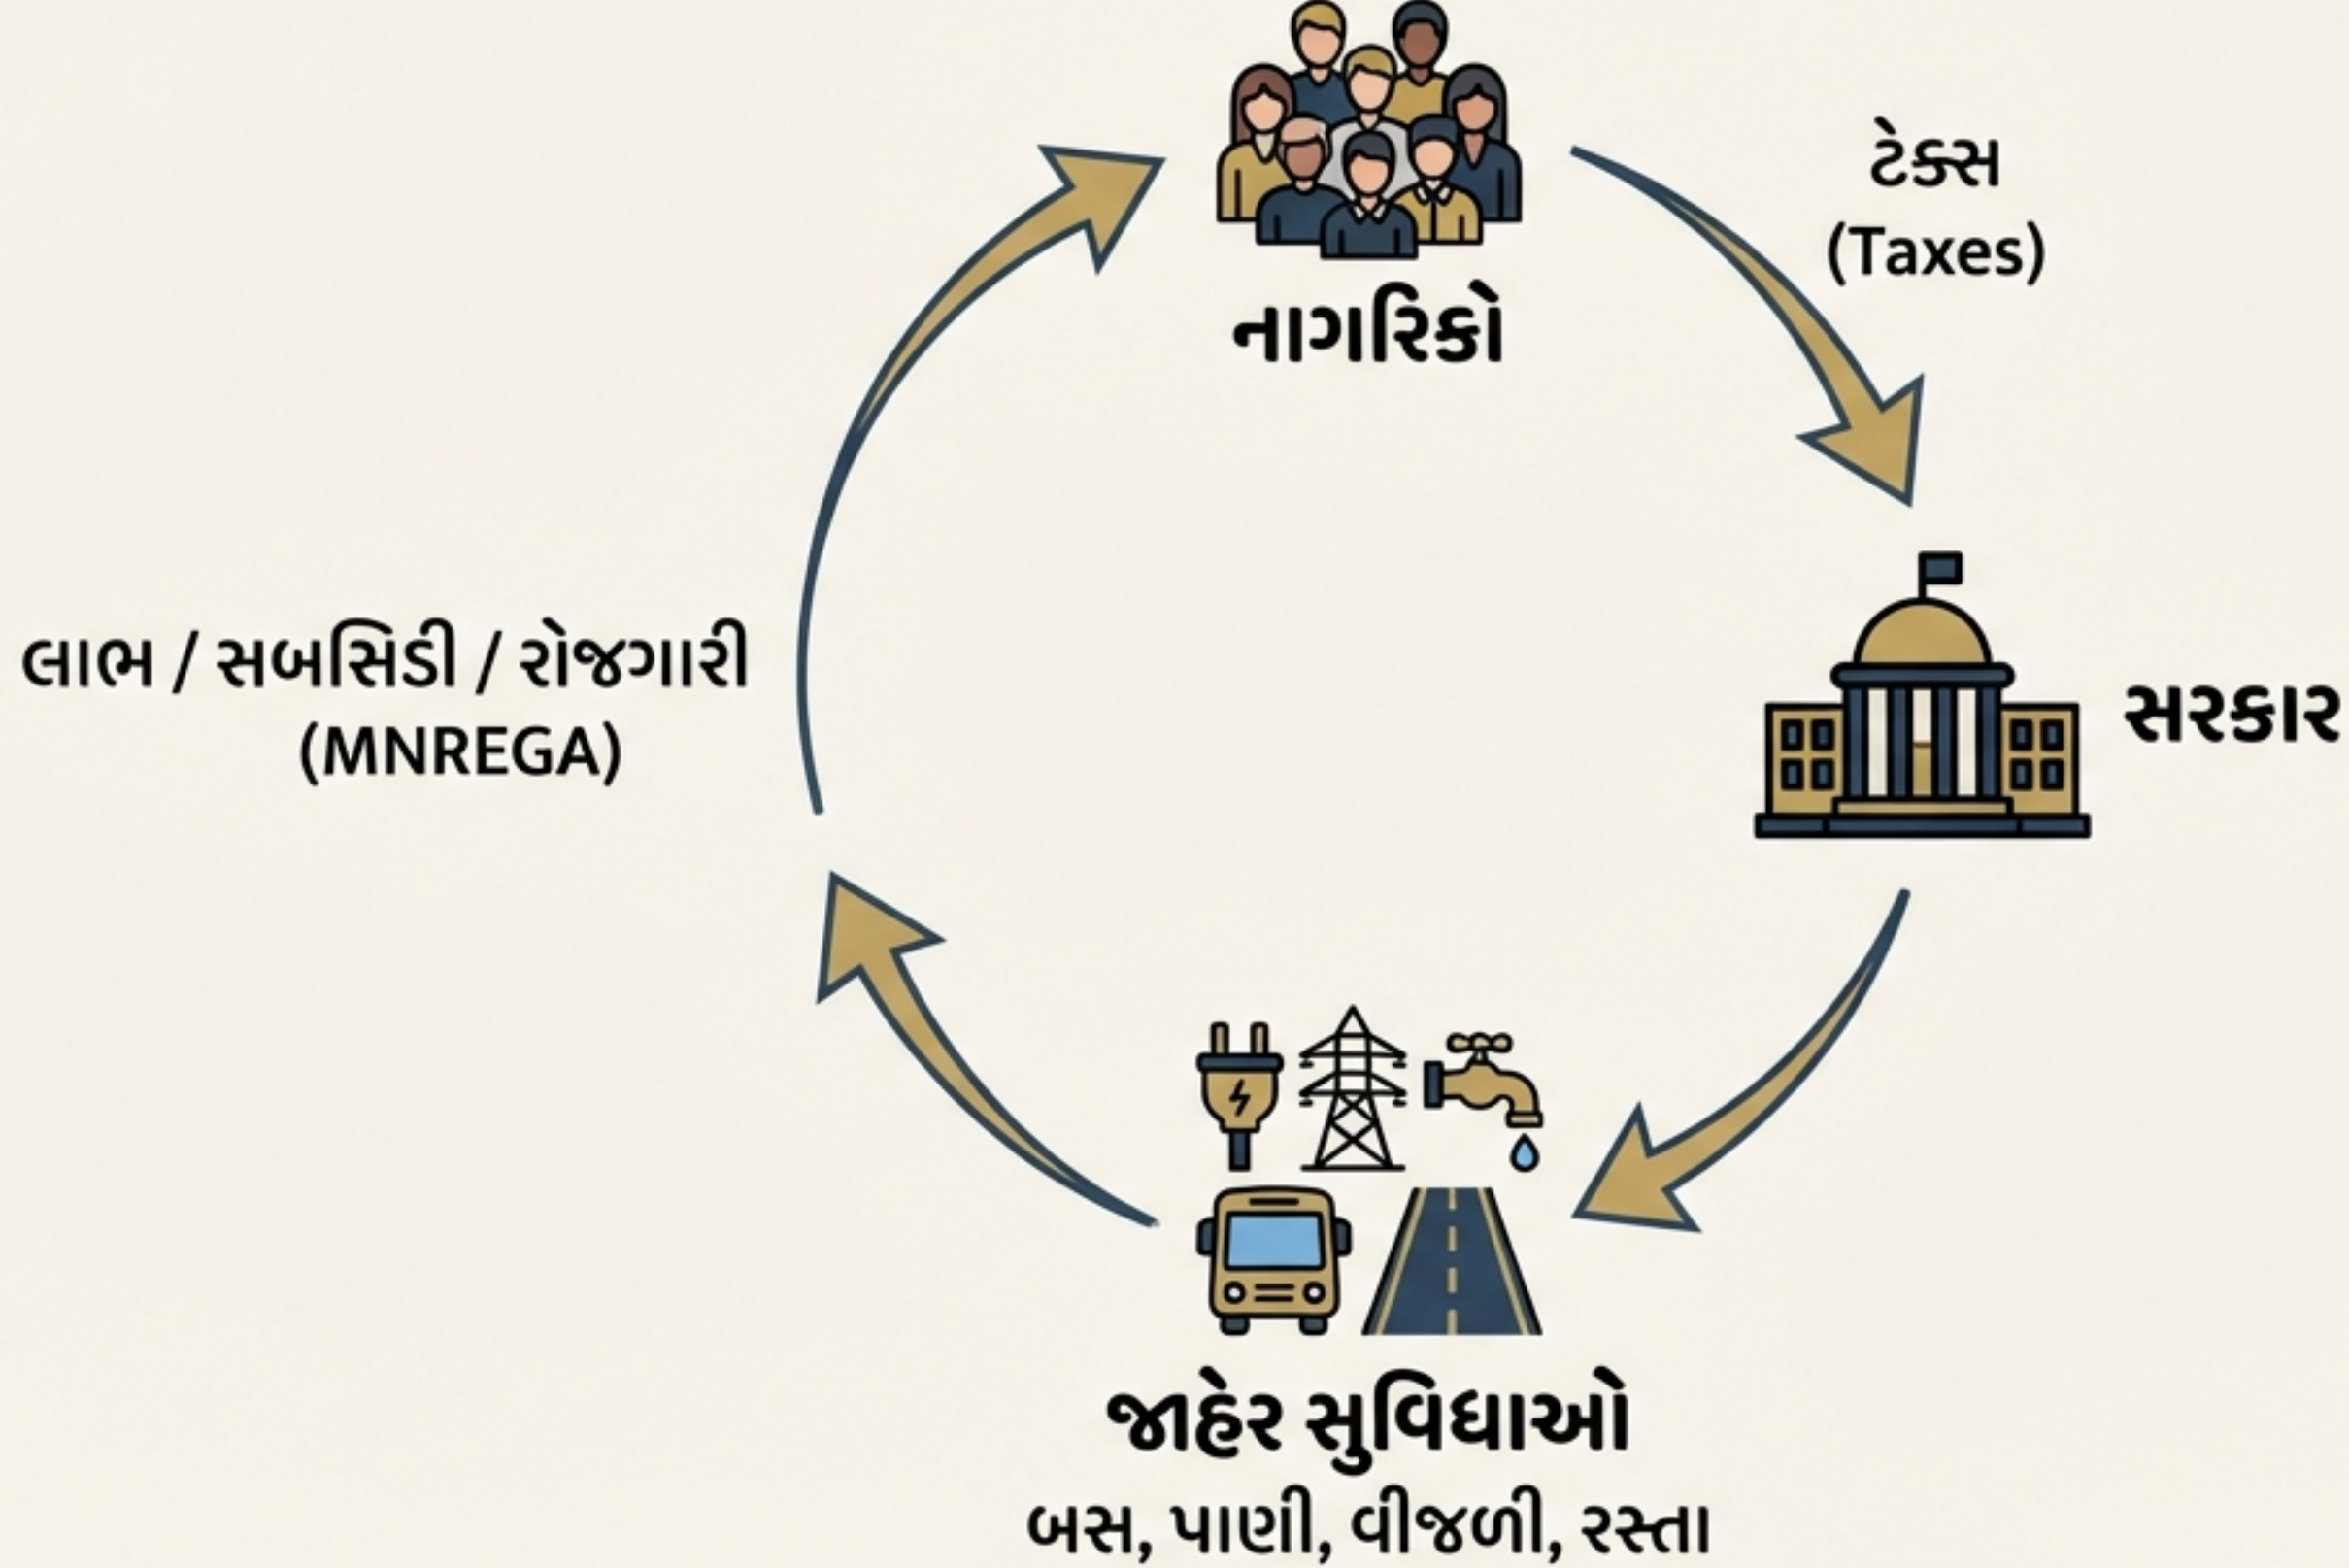 ટેક્સ
(Taxes)
નાગરિકો
લાભ / સબસિડી / રોજગારી
(MNREGA)
સરકાર
જાહેર સુવિધાઓ
બસ, પાણી, વીજળી, રસ્તા